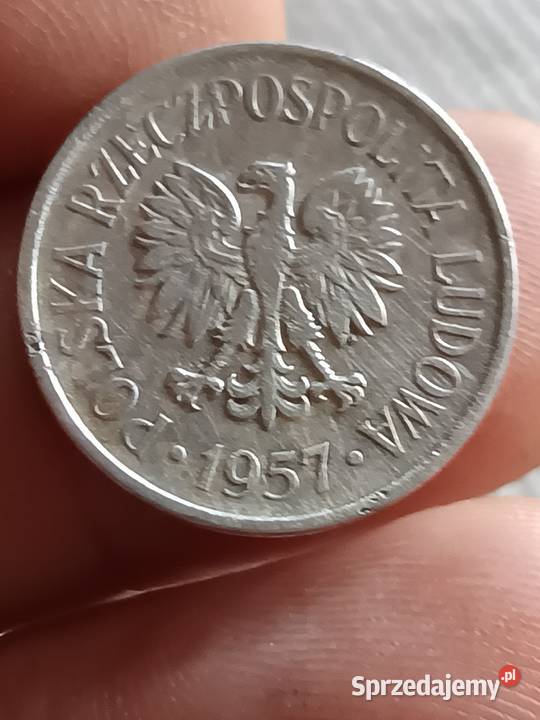 POLSKA RZECZPOSPOLITA LUDOWA
· 1957 ·
Sprzedajemy.pl